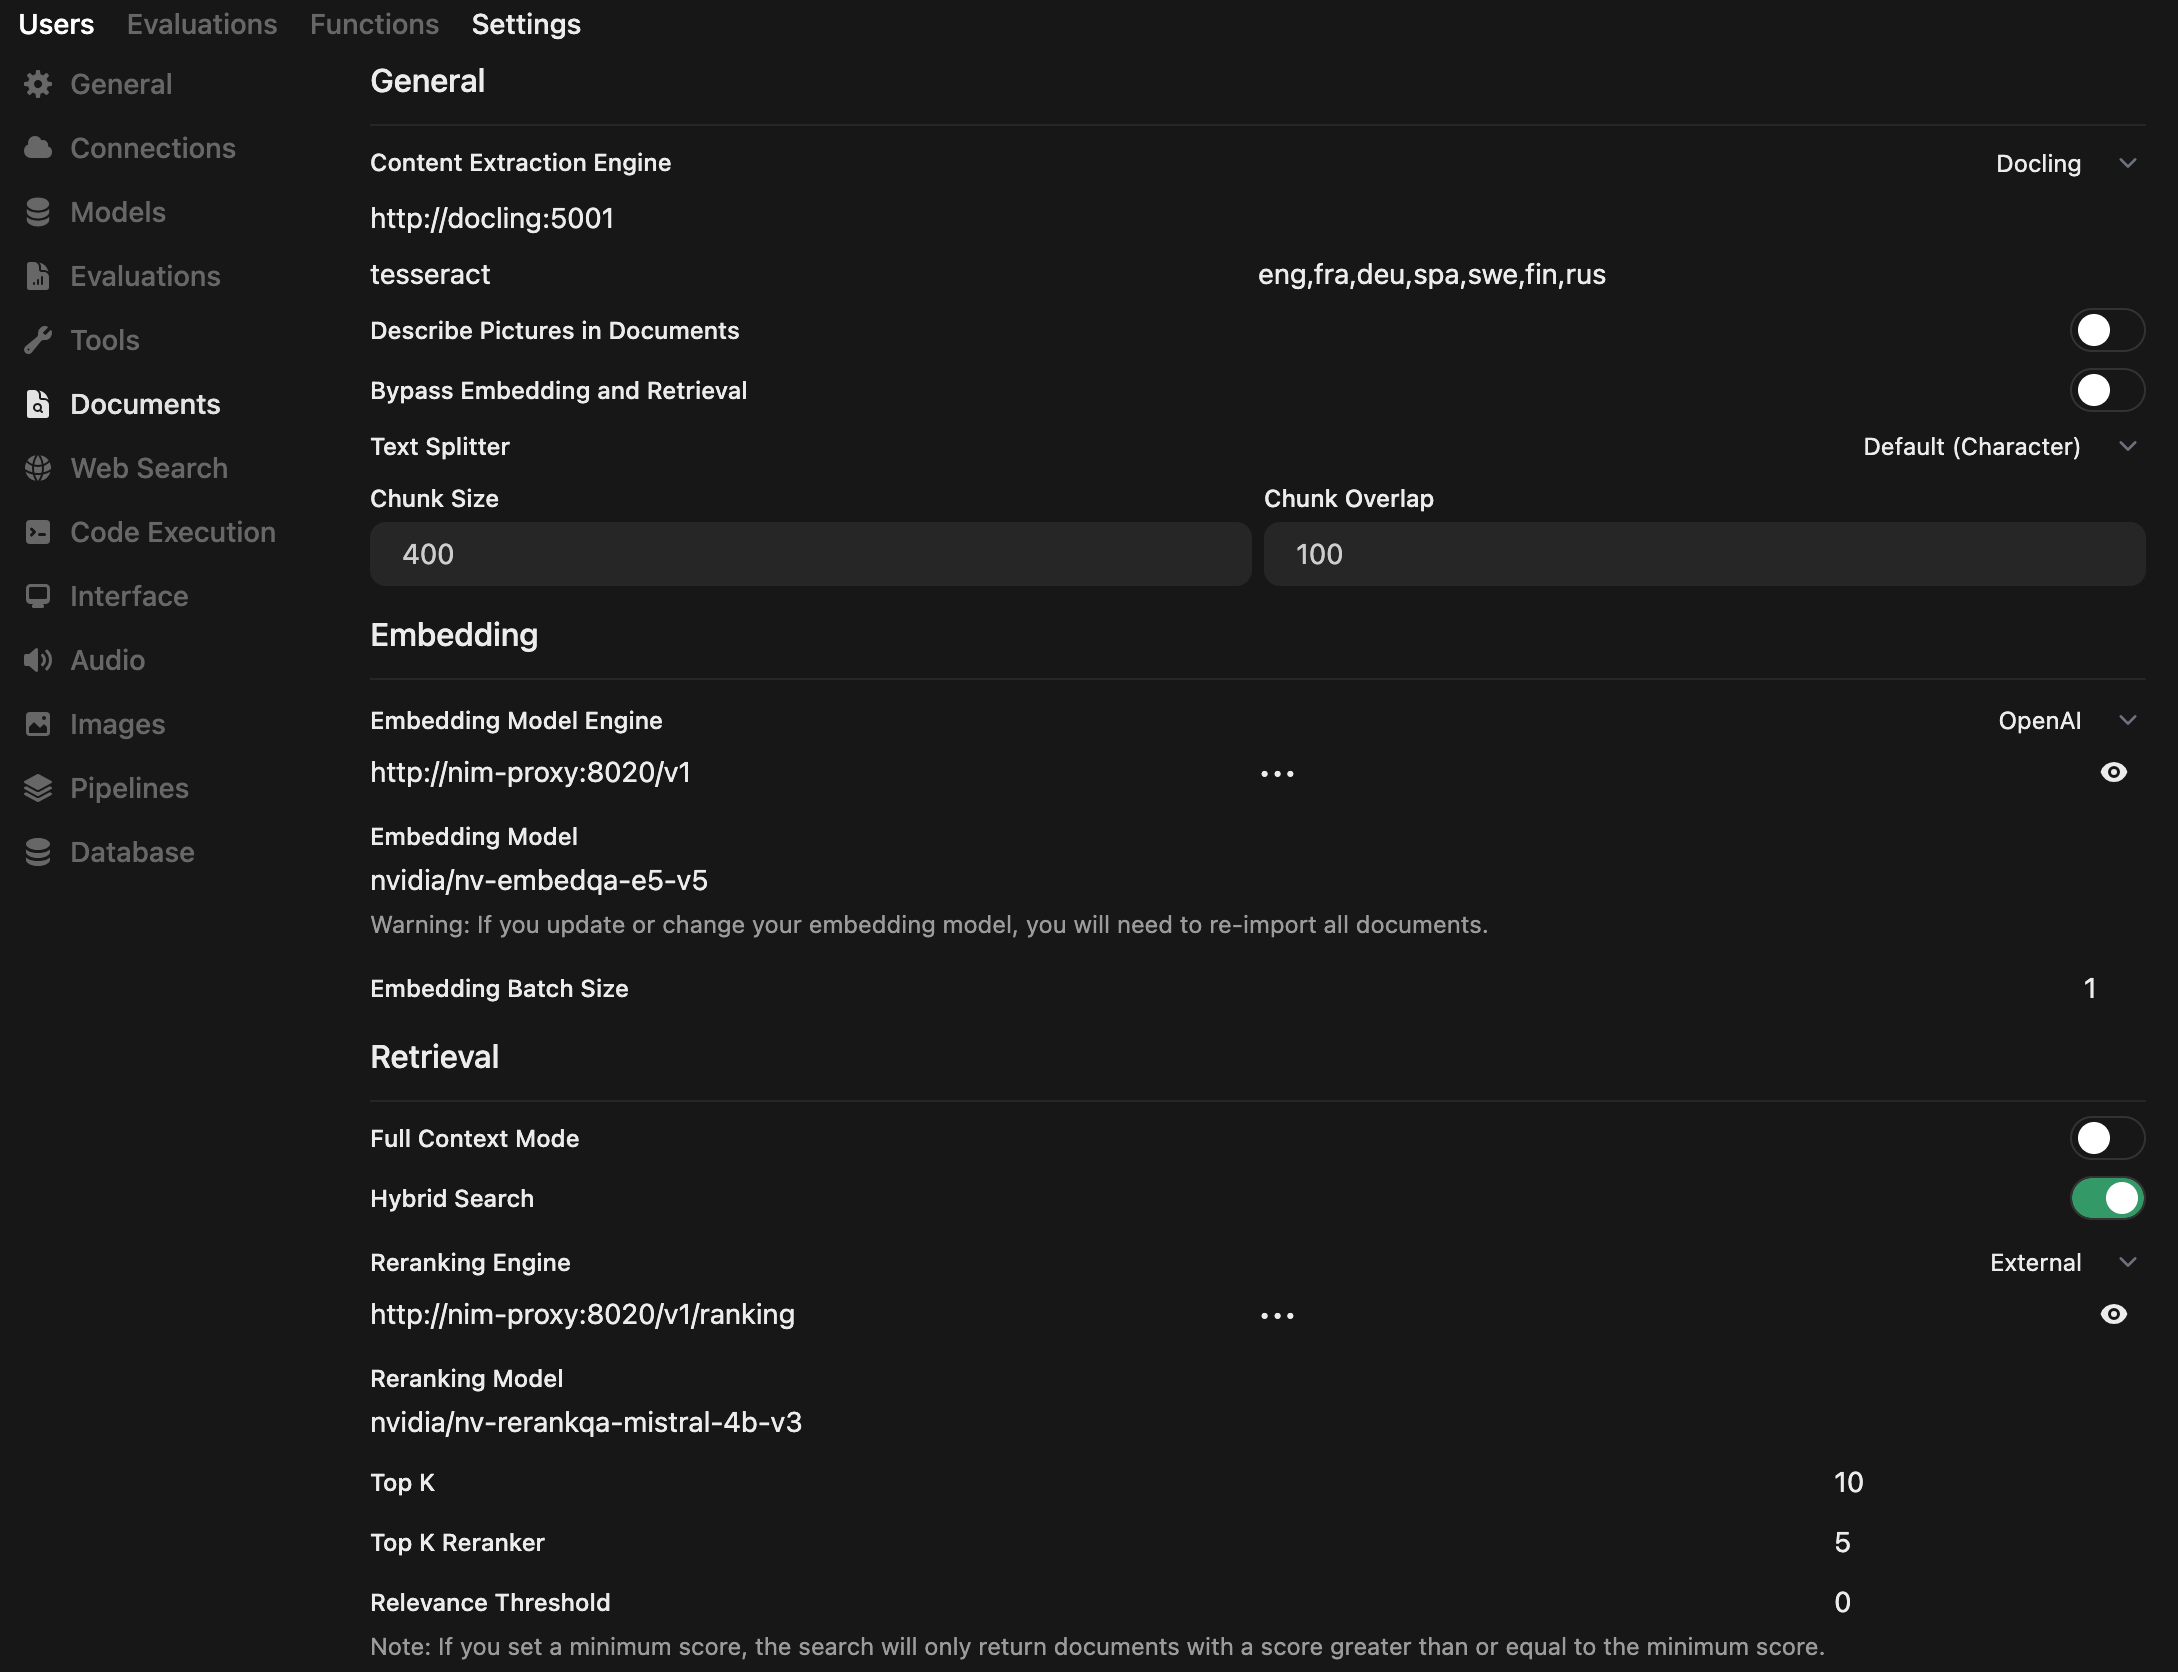 Users Evaluations Functions Settings
General
Connections
Models
Evaluations
Tools
Documents
Web Search
Code Execution
Interface
Audio
Images
Pipelines
Database
General
Content Extraction Engine Docling
http://docling:5001
tesseract eng,fra,deu,spa,swe,fin,rus
Describe Pictures in Documents
Bypass Embedding and Retrieval
Text Splitter Default (Character)
Chunk Size Chunk Overlap
400 100
Embedding
Embedding Model Engine OpenAI
http://nim-proxy:8020/v1 •••
Embedding Model
nvidia/nv-embedqa-e5-v5
Warning: If you update or change your embedding model, you will need to re-import all documents.
Embedding Batch Size 1
Retrieval
Full Context Mode
Hybrid Search
Reranking Engine External
http://nim-proxy:8020/v1/ranking •••
Reranking Model
nvidia/nv-rerankqa-mistral-4b-v3
Top K 10
Top K Reranker 5
Relevance Threshold 0
Note: If you set a minimum score, the search will only return documents with a score greater than or equal to the minimum score.